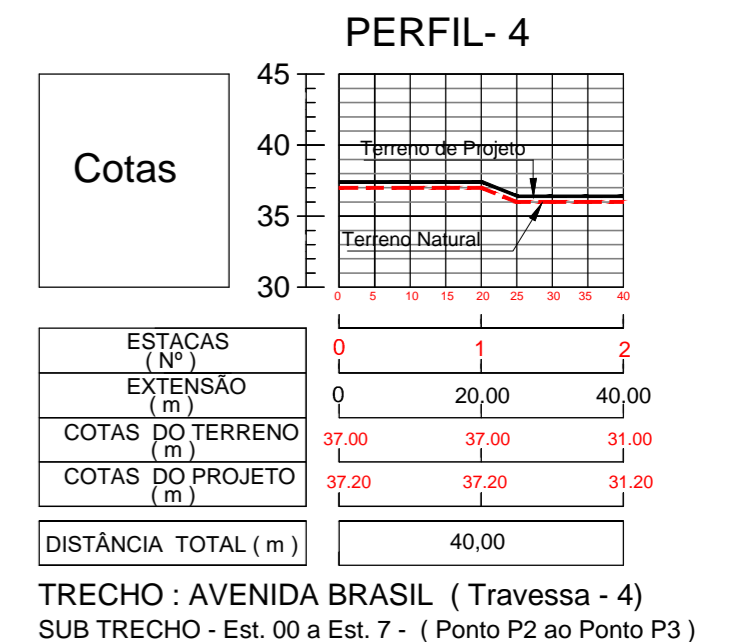 PERFIL- 4
Cotas
45
40
35
30
Terreno de Projeto
Terreno Natural
0 5 10 15 20 25 30 35 40
ESTACAS
( Nº )
0 1 2
EXTENSÃO
( m )
0 20.00 40.00
COTAS DO TERRENO
( m )
37.00 37.00 31.00
COTAS DO PROJETO
( m )
37.20 37.20 31.20
DISTÂNCIA TOTAL ( m )
40,00
TRECHO : AVENIDA BRASIL ( Travessa - 4)
SUB TRECHO - Est. 00 a Est. 7 - ( Ponto P2 ao Ponto P3 )